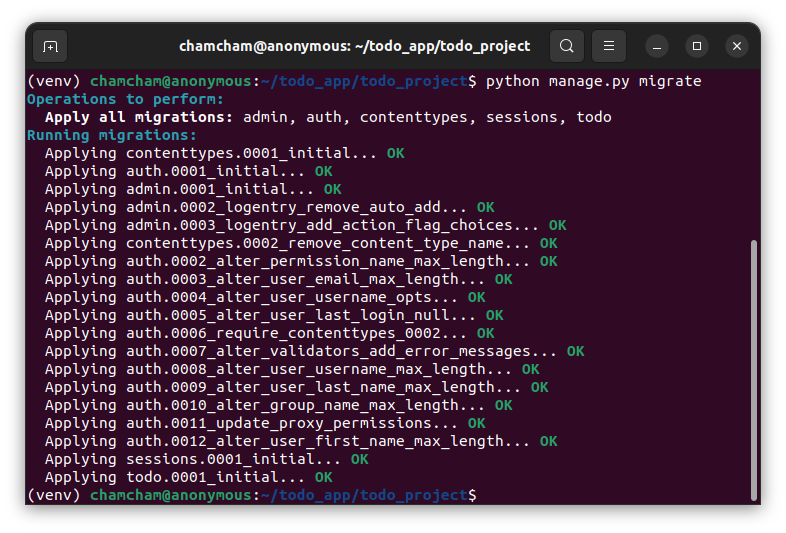 chamcham@anonymous: ~/todo_app/todo_project
(venv) chamcham@anonymous:~/todo_app/todo_project$ python manage.py migrate
Operations to perform:
  Apply all migrations: admin, auth, contenttypes, sessions, todo
Running migrations:
  Applying contenttypes.0001_initial... OK
  Applying auth.0001_initial... OK
  Applying admin.0001_initial... OK
  Applying admin.0002_logentry_remove_auto_add... OK
  Applying admin.0003_logentry_add_action_flag_choices... OK
  Applying contenttypes.0002_remove_content_type_name... OK
  Applying auth.0002_alter_permission_name_max_length... OK
  Applying auth.0003_alter_user_email_max_length... OK
  Applying auth.0004_alter_user_username_opts... OK
  Applying auth.0005_alter_user_last_login_null... OK
  Applying auth.0006_require_contenttypes_0002... OK
  Applying auth.0007_alter_validators_add_error_messages... OK
  Applying auth.0008_alter_user_username_max_length... OK
  Applying auth.0009_alter_user_last_name_max_length... OK
  Applying auth.0010_alter_group_name_max_length... OK
  Applying auth.0011_update_proxy_permissions... OK
  Applying auth.0012_alter_user_first_name_max_length... OK
  Applying sessions.0001_initial... OK
  Applying todo.0001_initial... OK
(venv) chamcham@anonymous:~/todo_app/todo_project$